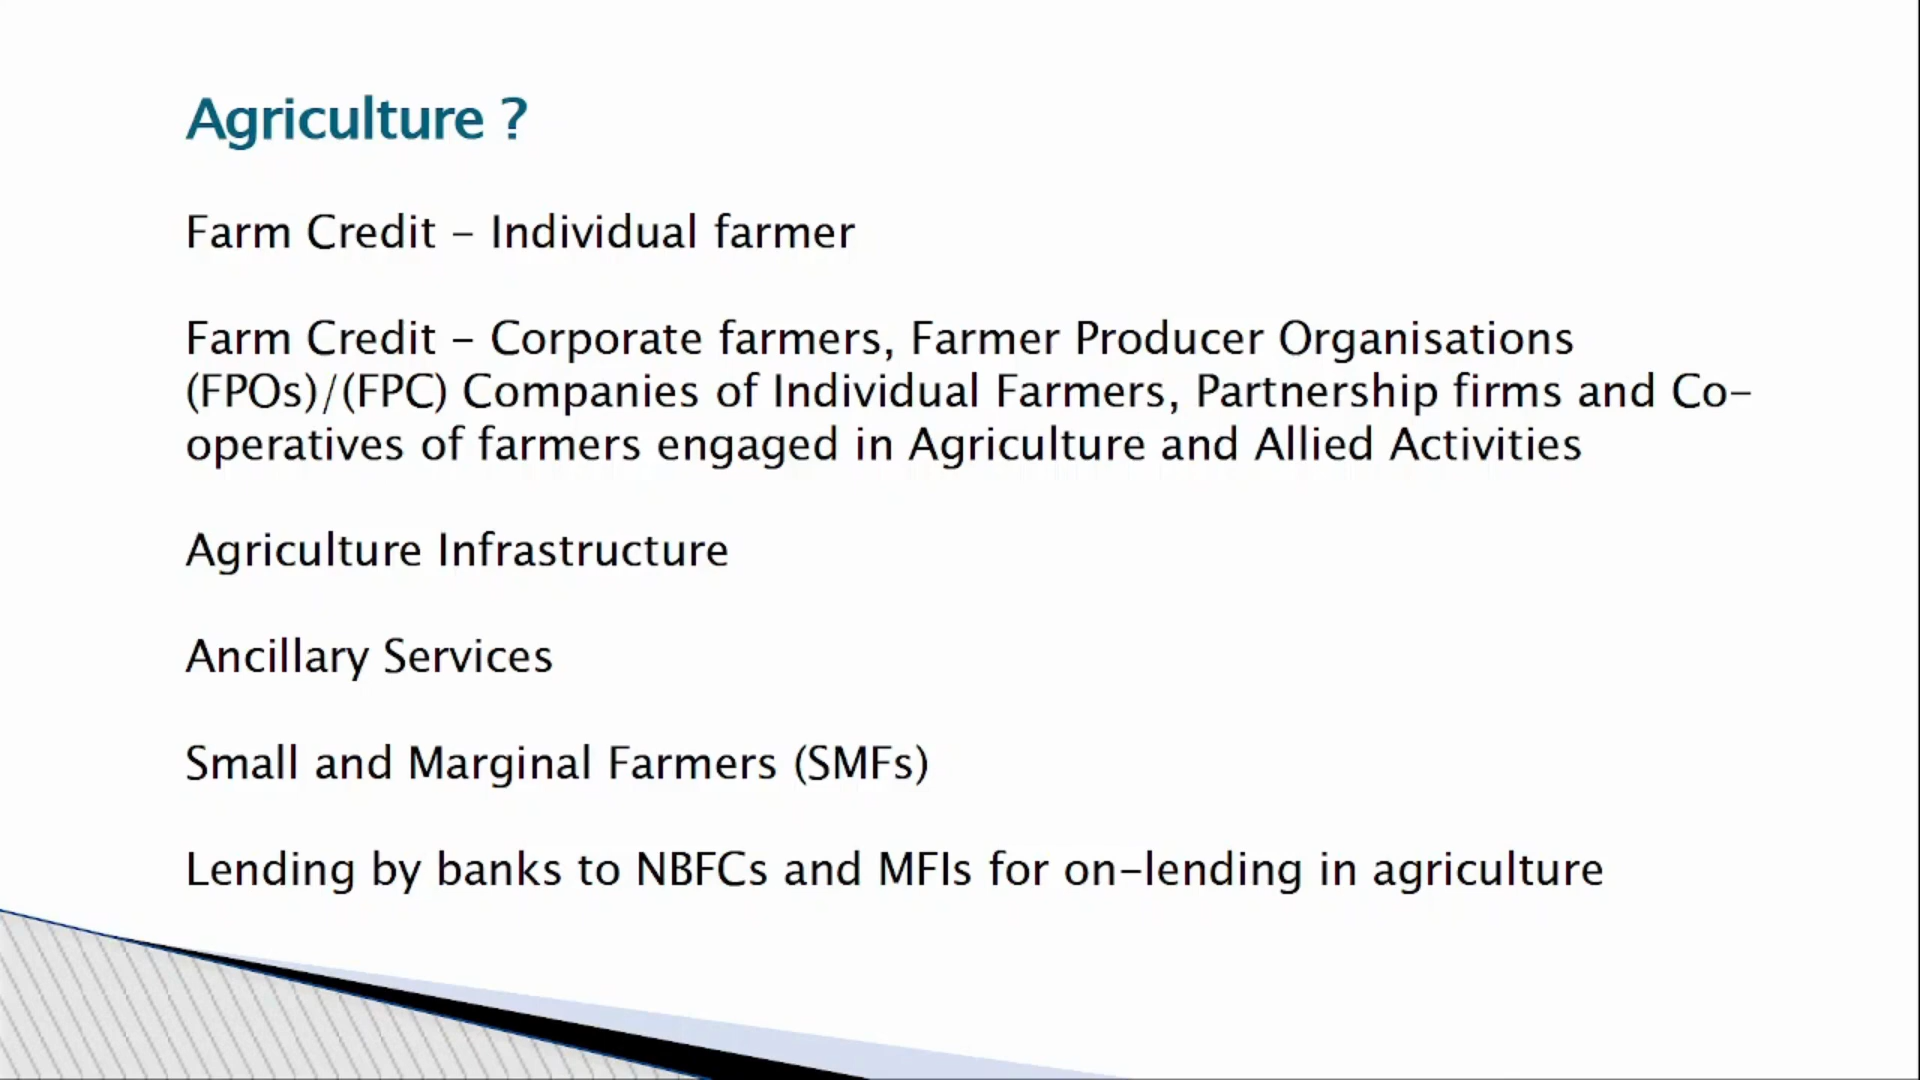 Agriculture ?
Farm Credit - Individual farmer
Farm Credit - Corporate farmers, Farmer Producer Organisations
(FPOs)/(FPC) Companies of Individual Farmers, Partnership firms and Co-
operatives of farmers engaged in Agriculture and Allied Activities
Agriculture Infrastructure
Ancillary Services
Small and Marginal Farmers (SMFs)
Lending by banks to NBFCs and MFIs for on-lending in agriculture